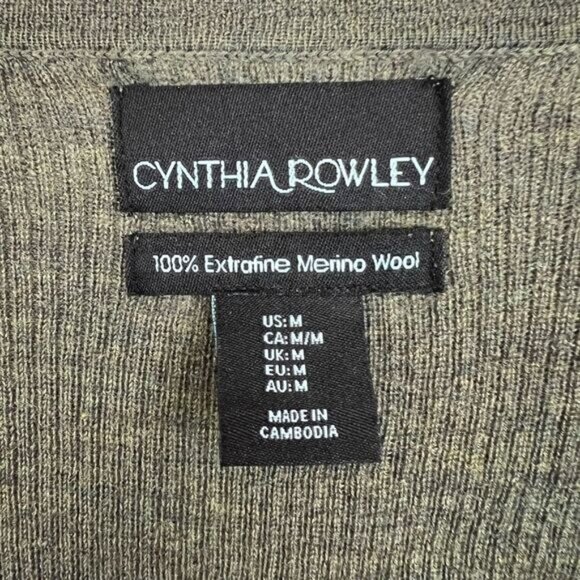 CYNTHIA ROWLEY
100% Extrafine Merino Wool
US: M
CA: M/M
UK: M
EU: M
AU: M
MADE IN
CAMBODIA